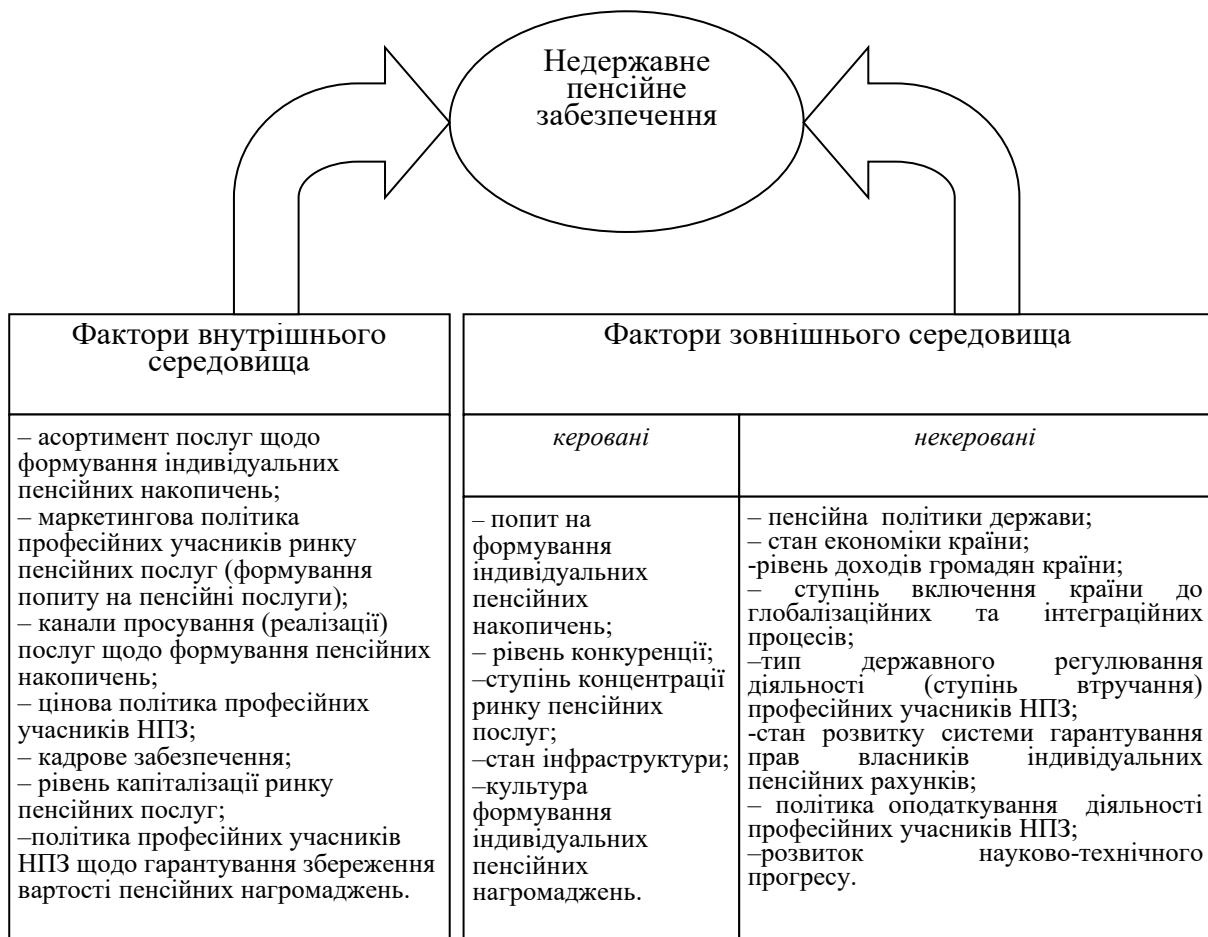 Недержавне
пенсійне
забезпечення
Фактори внутрішнього
середовища
– асортимент послуг щодо
формування індивідуальних
пенсійних накопичень;
– маркетингова політика
професійних учасників ринку
пенсійних послуг (формування
попиту на пенсійні послуги);
– канали просування (реалізації)
послуг щодо формування пенсійних
накопичень;
– цінова політика професійних
учасників НПЗ;
– кадрове забезпечення;
– рівень капіталізації ринку
пенсійних послуг;
–політика професійних учасників
НПЗ щодо гарантування збереження
вартості пенсійних нагромаджень.
Фактори зовнішнього середовища
керовані
– попит на
формування
індивідуальних
пенсійних
накопичень;
– рівень конкуренції;
–ступінь концентрації
ринку пенсійних
послуг;
–стан інфраструктури;
–культура
формування
індивідуальних
пенсійних
нагромаджень.
некеровані
– пенсійна політики держави;
– стан економіки країни;
-рівень доходів громадян країни;
– ступінь включення країни до
глобалізаційних та інтеграційних
процесів;
–тип державного регулювання
діяльності (ступінь втручання)
професійних учасників НПЗ;
-стан розвитку системи гарантування
прав власників індивідуальних
пенсійних рахунків;
– політика оподаткування діяльності
професійних учасників НПЗ;
–розвиток науково-технічного
прогресу.